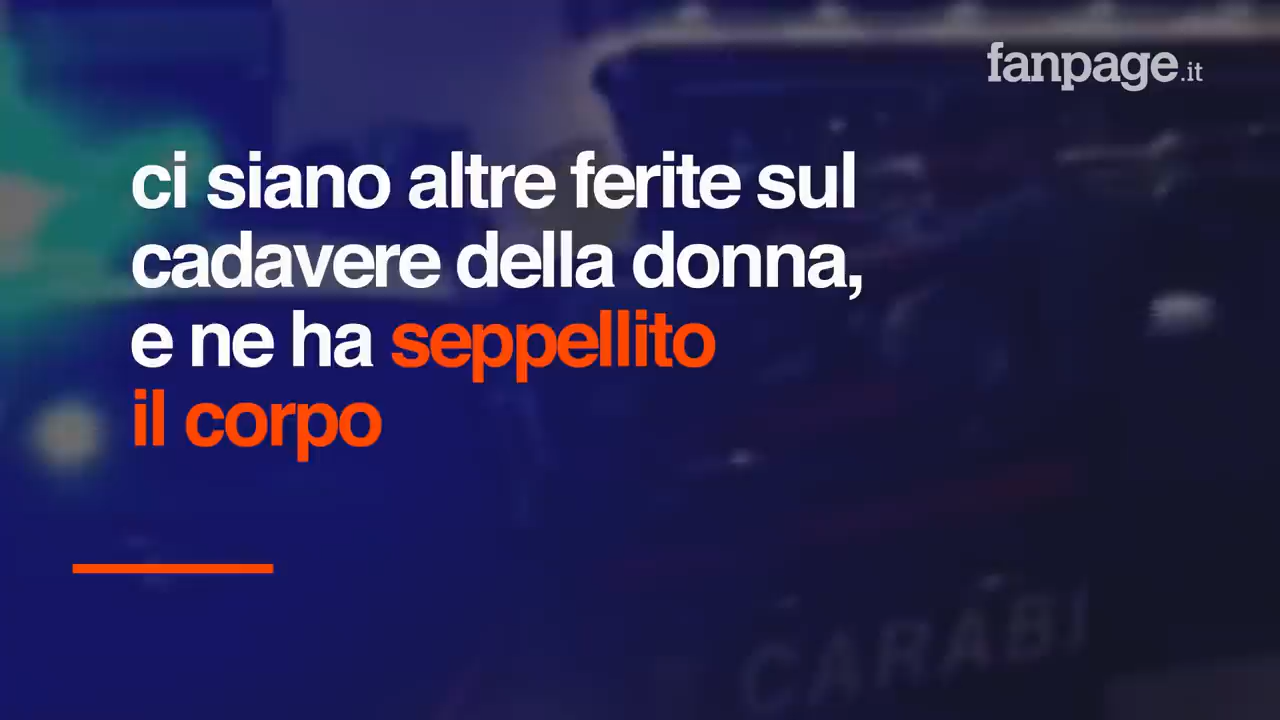 fanpage.it
ci siano altre ferite sul
cadavere della donna,
e ne ha seppellito
il corpo
CARABI